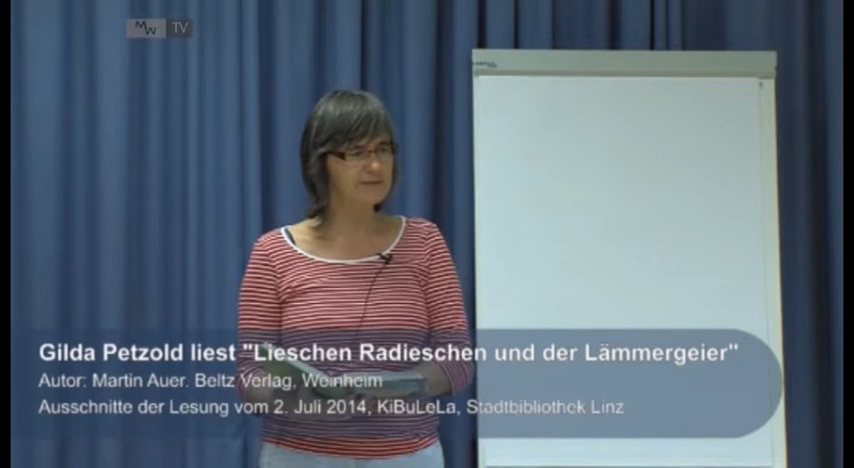 MW TV
Gilda Petzold liest "Lieschen Radieschen und der Lämmergeier"
Autor: Martin Auer. Beltz Verlag, Weinheim
Ausschnitte der Lesung vom 2. Juli 2014, KiBuLeLa, Stadtbibliothek Linz